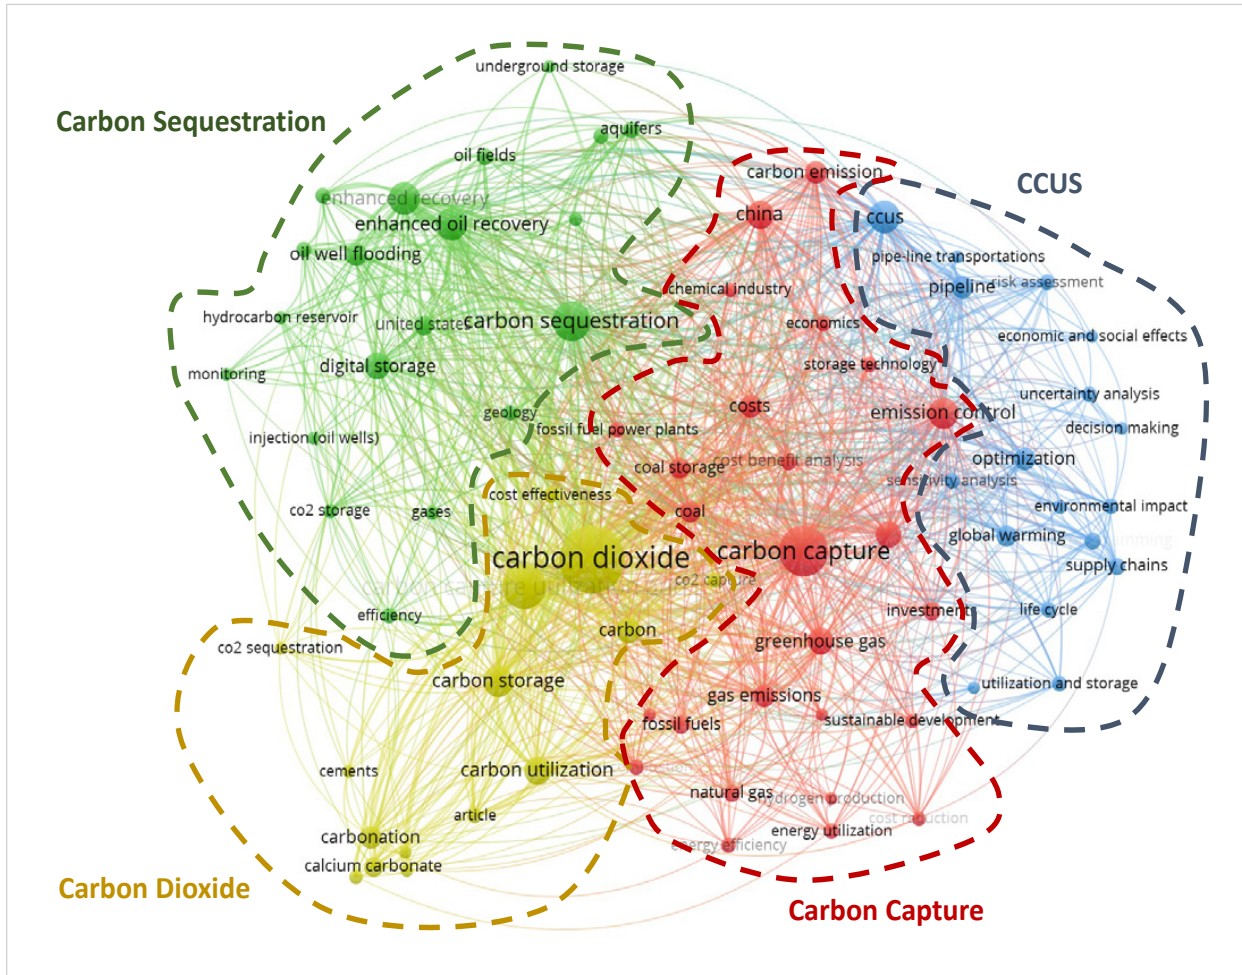 underground storage
Carbon Sequestration
aquifers
oil fields
carbon emission
CCUS
enhanced recovery
china
ccus
enhanced oil recovery
oil well flooding
pipe-line transportations
chemical industry
pipeline
risk assessment
hydrocarbon reservoir
united states
carbon sequestration
economics
economic and social effects
monitoring
digital storage
storage technology
uncertainty analysis
costs
geology
emission control
fossil fuel power plants
decision making
injection (oil wells)
coal storage
cost benefit analysis
optimization
sensitivity analysis
cost effectiveness
co2 storage
gases
coal
environmental impact
global warming
carbon dioxide
carbon capture
supply chains
co2 capture
efficiency
investment
life cycle
carbon
co2 sequestration
greenhouse gas
carbon storage
utilization and storage
gas emissions
fossil fuels
sustainable development
cements
carbon utilization
natural gas
hydrogen production
article
cost reduction
energy utilization
carbonation
energy efficiency
calcium carbonate
Carbon Dioxide
Carbon Capture